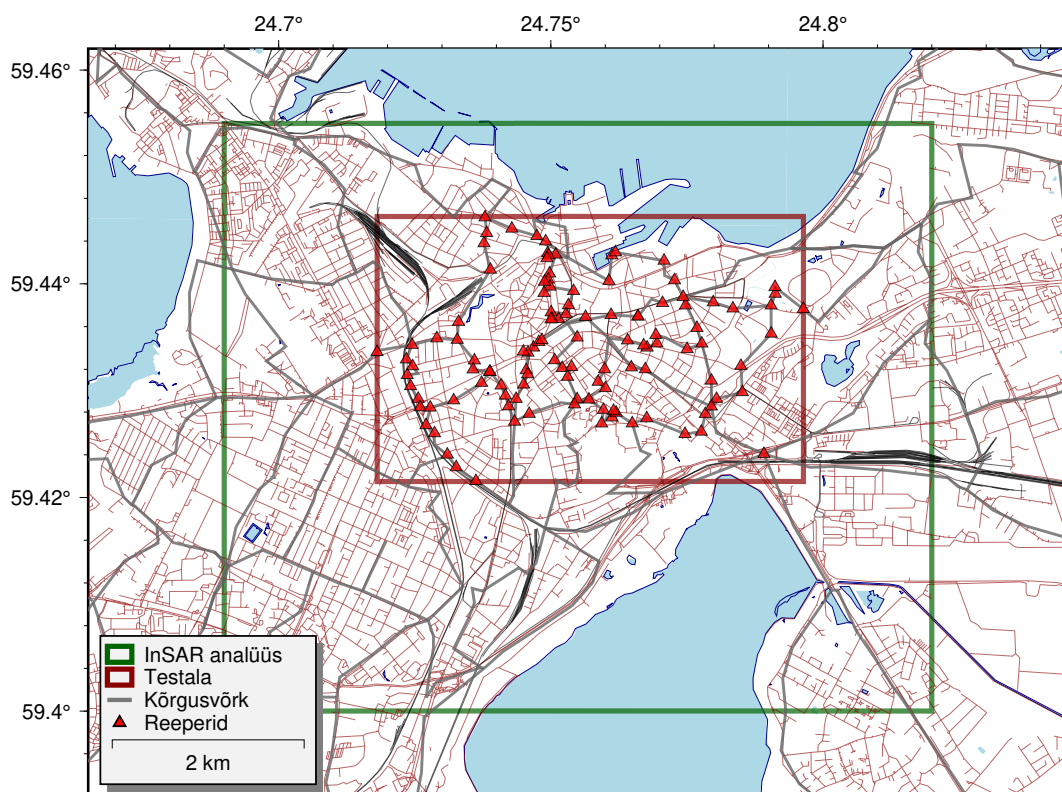 24.7° 24.75° 24.8°
59.46°
59.44°
59.42°
59.4°
InSAR analüüs
Testala
Kõrgusvõrk
Reeperid
2 km